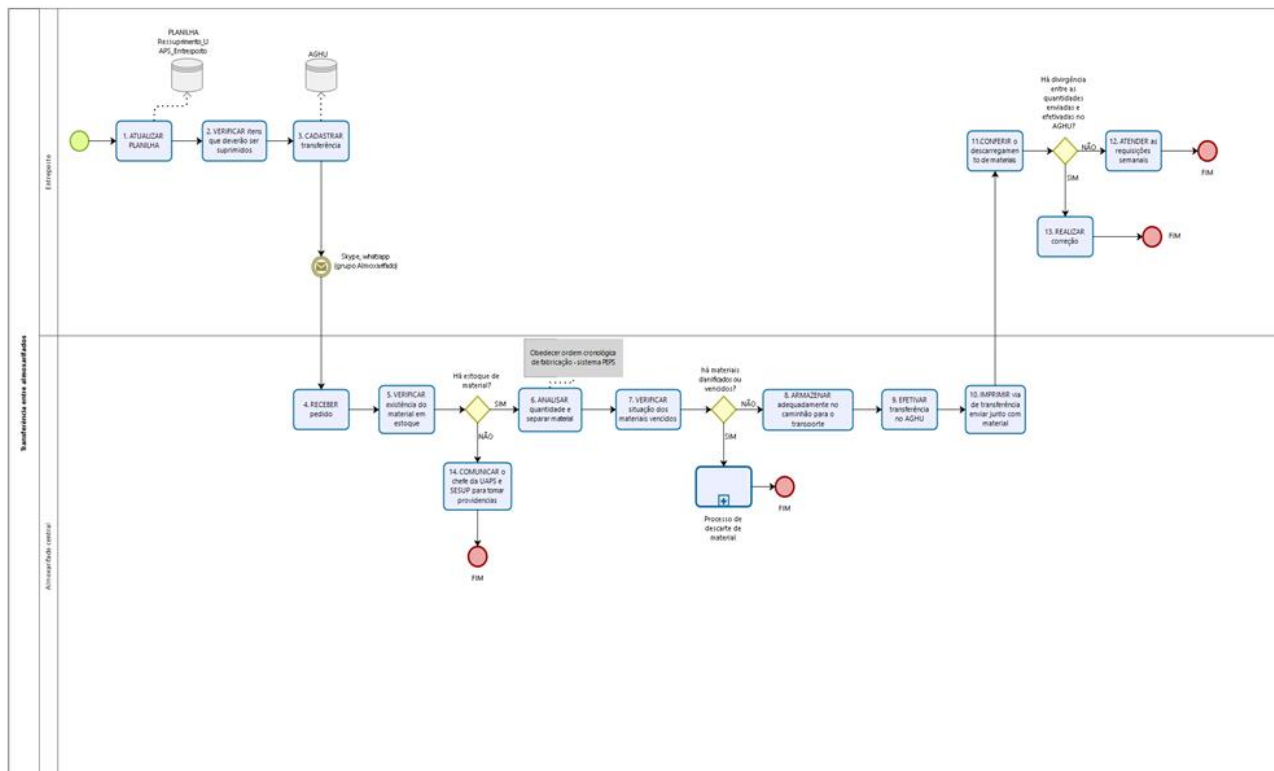 Transferência entre almoxarifados
Entreposto
PLANILHA
Ressuprimento_U
APS_Entreposto
AGHU
1. ATUALIZAR
PLANILHA
2. VERIFICAR itens
que deverão ser
suprimidos
3. CADASTRAR
transferência
Skype, whatsapp
(grupo Almoxarifado)
11.CONFERIR o
descarregamen
to de materiais
Há divergência
entre as
quantidades
enviadas e
efetivadas no
AGHU?
NÃO
12. ATENDER as
requisições
semanais
FIM
SIM
13. REALIZAR
correção
FIM
Almoxarifado central
4. RECEBER
pedido
5. VERIFICAR
existência do
material em
estoque
Há estoque de
material?
SIM
NÃO
14. COMUNICAR o
chefe da UAPS e
SESUP para tomar
providencias
FIM
Obedecer ordem cronológica
de fabricação - sistema PEPS
6. ANALISAR
quantidade e
separar material
7. VERIFICAR
situação dos
materiais vencidos
há materiais
danificados ou
vencidos?
NÃO
SIM
Processo de
descarte de
material
FIM
8. ARMAZENAR
adequadamente no
caminhão para o
transporte
9. EFETIVAR
transferência
no AGHU
10. IMPRIMIR via
de transferência
enviar junto com
material